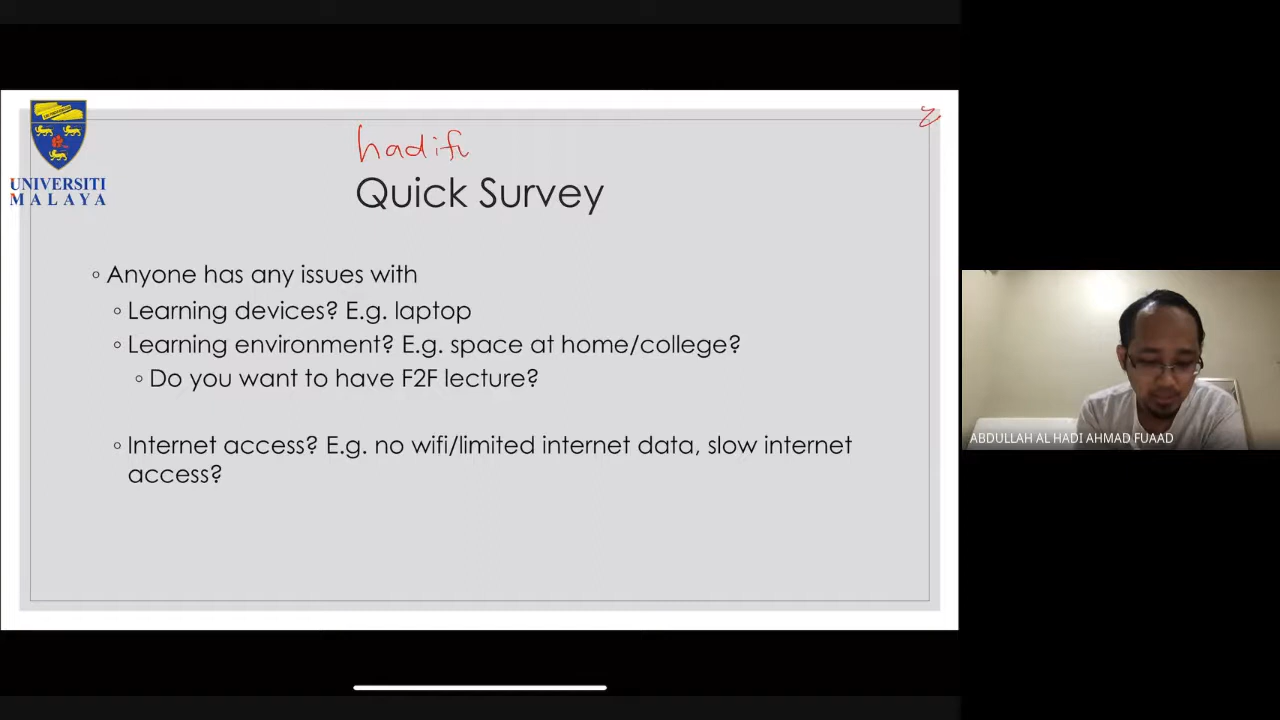 hadifu
Quick Survey
UNIVERSITI
MALAYA
◦ Anyone has any issues with
◦ Learning devices? E.g. laptop
◦ Learning environment? E.g. space at home/college?
◦ Do you want to have F2F lecture?
◦ Internet access? E.g. no wifi/limited internet data, slow internet
access?
ABDULLAH AL HADI AHMAD FUAAD